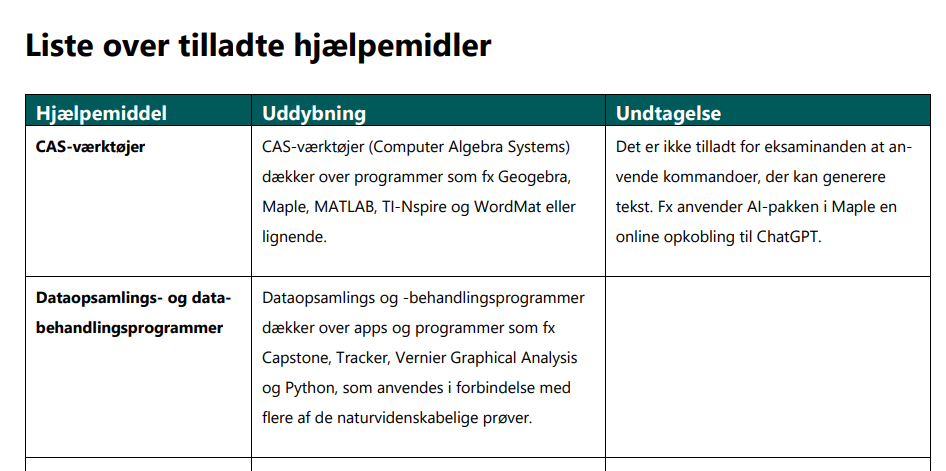 Liste over tilladte hjælpemidler
Hjælpemiddel
Uddybning
Undtagelse
CAS-værktøjer
CAS-værktøjer (Computer Algebra Systems)
dækker over programmer som fx Geogebra,
Maple, MATLAB, TI-Nspire og WordMat eller
lignende.
Det er ikke tilladt for eksaminanden at an-
vende kommandoer, der kan generere
tekst. Fx anvender AI-pakken i Maple en
online opkobling til ChatGPT.
Dataopsamlings- og data-
behandlingsprogrammer
Dataopsamlings og -behandlingsprogrammer
dækker over apps og programmer som fx
Capstone, Tracker, Vernier Graphical Analysis
og Python, som anvendes i forbindelse med
flere af de naturvidenskabelige prøver.